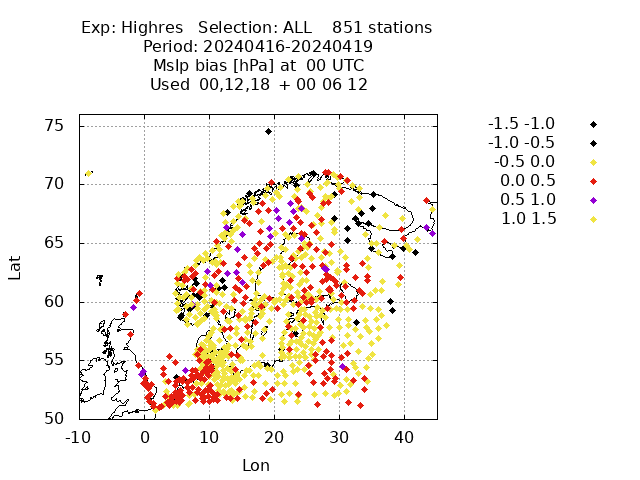 Exp: Highres Selection: ALL 851 stations
Period: 20240416-20240419
Mslp bias [hPa] at 00 UTC
Used 00,12,18 + 00 06 12
-1.5 -1.0
-1.0 -0.5
-0.5 0.0
0.0 0.5
0.5 1.0
1.0 1.5
75
70
65
60
55
50
Lat
-10 0 10 20 30 40
Lon